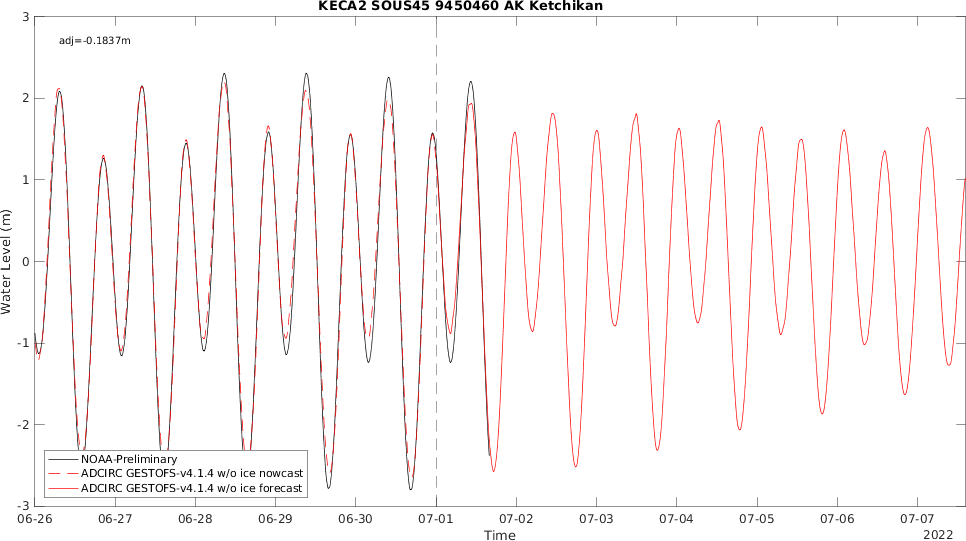 KECA2 SOUS45 9450460 AK Ketchikan
adj=-0.1837m
3
2
1
0
-1
-2
-3
Water Level (m)
NOAA-Preliminary
ADCIRC GESTOFS-v4.1.4 w/o ice nowcast
ADCIRC GESTOFS-v4.1.4 w/o ice forecast
06-26 06-27 06-28 06-29 06-30 07-01 07-02 07-03 07-04 07-05 07-06 07-07
Time
2022